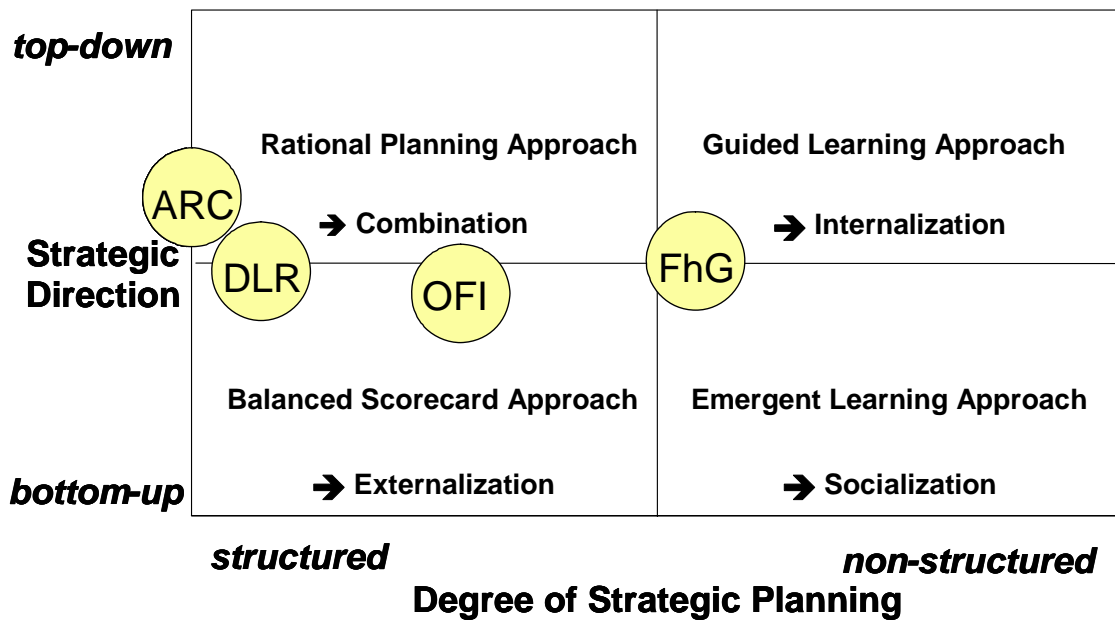 top-down
Rational Planning Approach
Guided Learning Approach
ARC
➔ Combination
➔ Internalization
Strategic
Direction
DLR
OFI
FhG
Balanced Scorecard Approach
Emergent Learning Approach
bottom-up
➔ Externalization
➔ Socialization
structured
non-structured
Degree of Strategic Planning